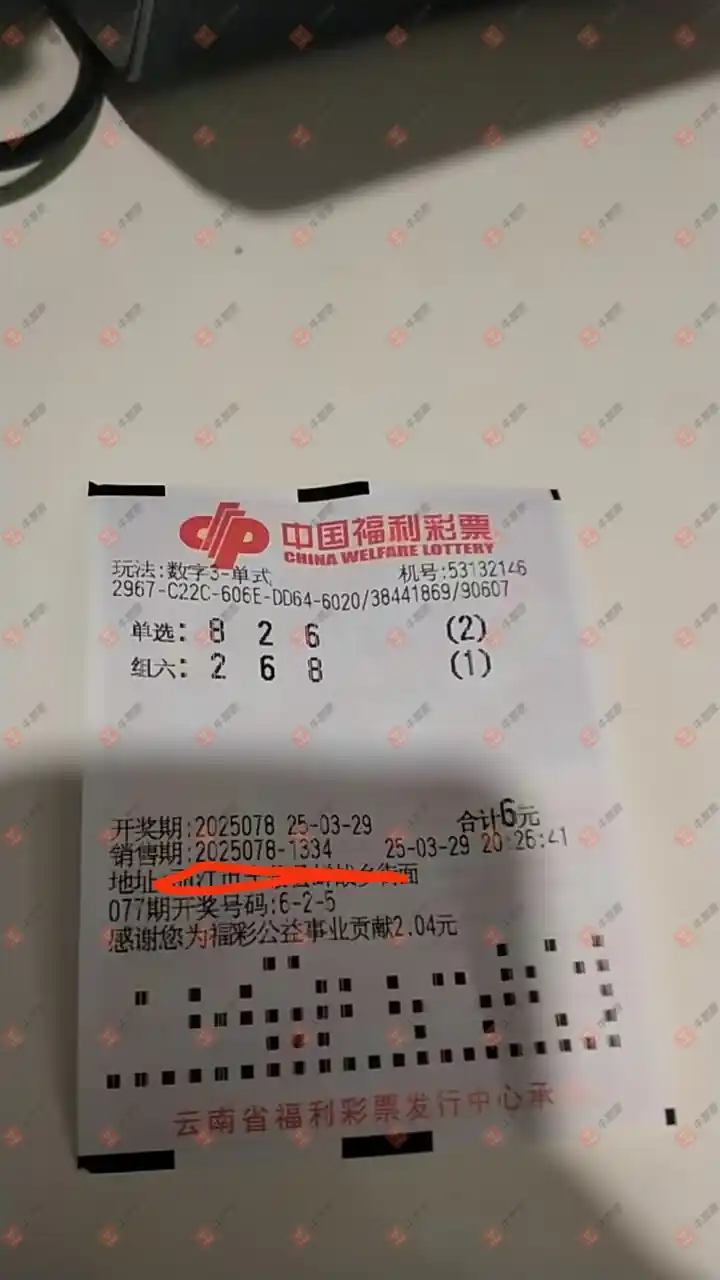 中国福利彩票
CHINA WELFARE LOTTERY
玩法:数字3-单式 机号:53132146
2967-C22C-606E-DD64-6020/38441869/90607
单选: 8 2 6 (2)
组六: 2 6 8 (1)
开奖期:2025078 25-03-29 合计6元
销售期:2025078-1334 25-03-29 20:26:41
地址
街面
077期开奖号码:6-2-5
感谢您为福彩公益事业贡献2.04元
云南省福利彩票发行中心承